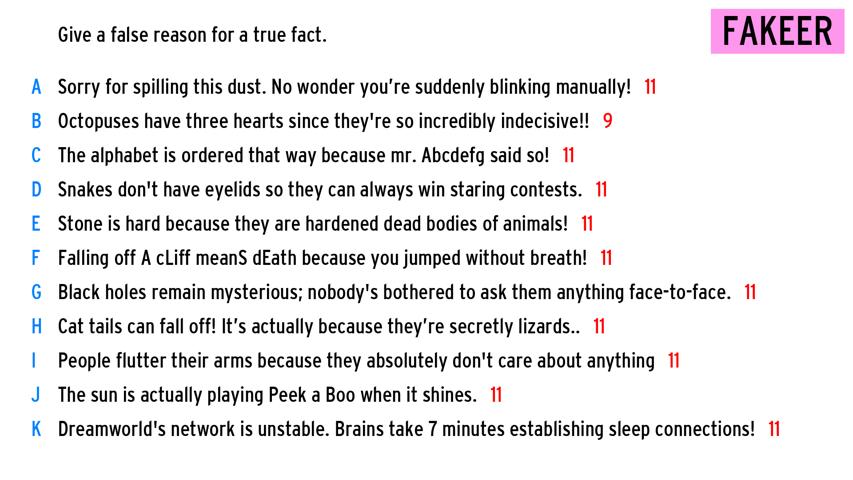 Give a false reason for a true fact.
FAKEER
A Sorry for spilling this dust. No wonder you're suddenly blinking manually! 11
B Octopuses have three hearts since they're so incredibly indecisive!! 9
C The alphabet is ordered that way because mr. Abcdefg said so! 11
D Snakes don't have eyelids so they can always win staring contests. 11
E Stone is hard because they are hardened dead bodies of animals! 11
F Falling off A cLiff meanS dEath because you jumped without breath! 11
G Black holes remain mysterious; nobody's bothered to ask them anything face-to-face. 11
H Cat tails can fall off! It's actually because they're secretly lizards.. 11
I People flutter their arms because they absolutely don't care about anything 11
J The sun is actually playing Peek a Boo when it shines. 11
K Dreamworld's network is unstable. Brains take 7 minutes establishing sleep connections! 11